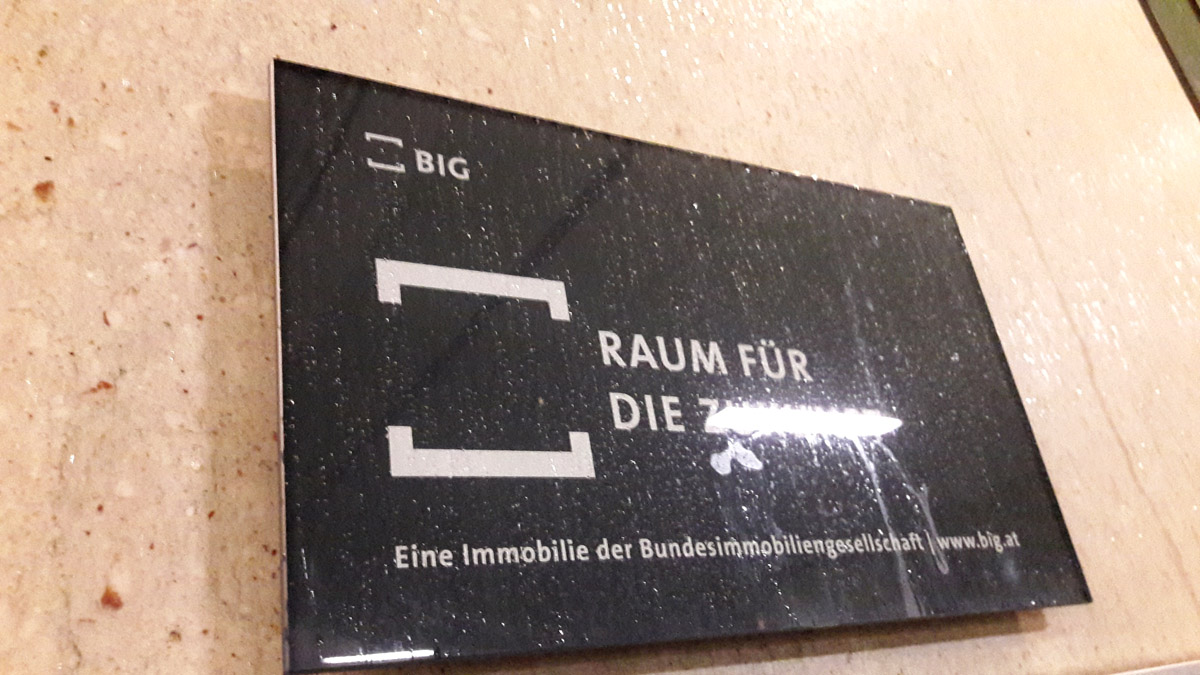 BIG
RAUM FÜR
DIE
Eine Immobilie der Bundesimmobiliengesellschaft | www.big.at